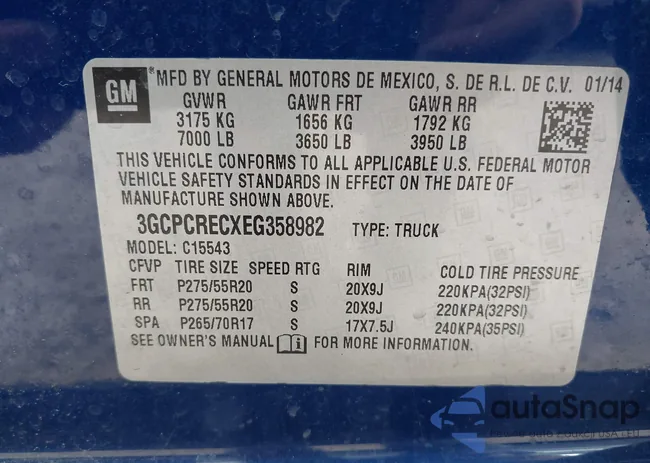 GM
*MFD BY GENERAL MOTORS DE MEXICO, S. DE R.L. DE C.V. 01/14
GVWR GAWR FRT GAWR RR
3175 KG 1656 KG 1792 KG
7000 LB 3650 LB 3950 LB
THIS VEHICLE CONFORMS TO ALL APPLICABLE U.S. FEDERAL MOTOR
VEHICLE SAFETY STANDARDS IN EFFECT ON THE DATE OF
MANUFACTURE SHOWN ABOVE.
3GCPCRECXEG358982 TYPE: TRUCK
MODEL: C15543
CFVP TIRE SIZE SPEED RTG RIM COLD TIRE PRESSURE
FRT P275/55R20 S 20X9J 220KPA(32PSI)
RR P275/55R20 S 20X9J 220KPA(32PSI)
SPA P265/70R17 S 17X7.5J 240KPA(35PSI)
SEE OWNER'S MANUAL i FOR MORE INFORMATION.
autoSnap